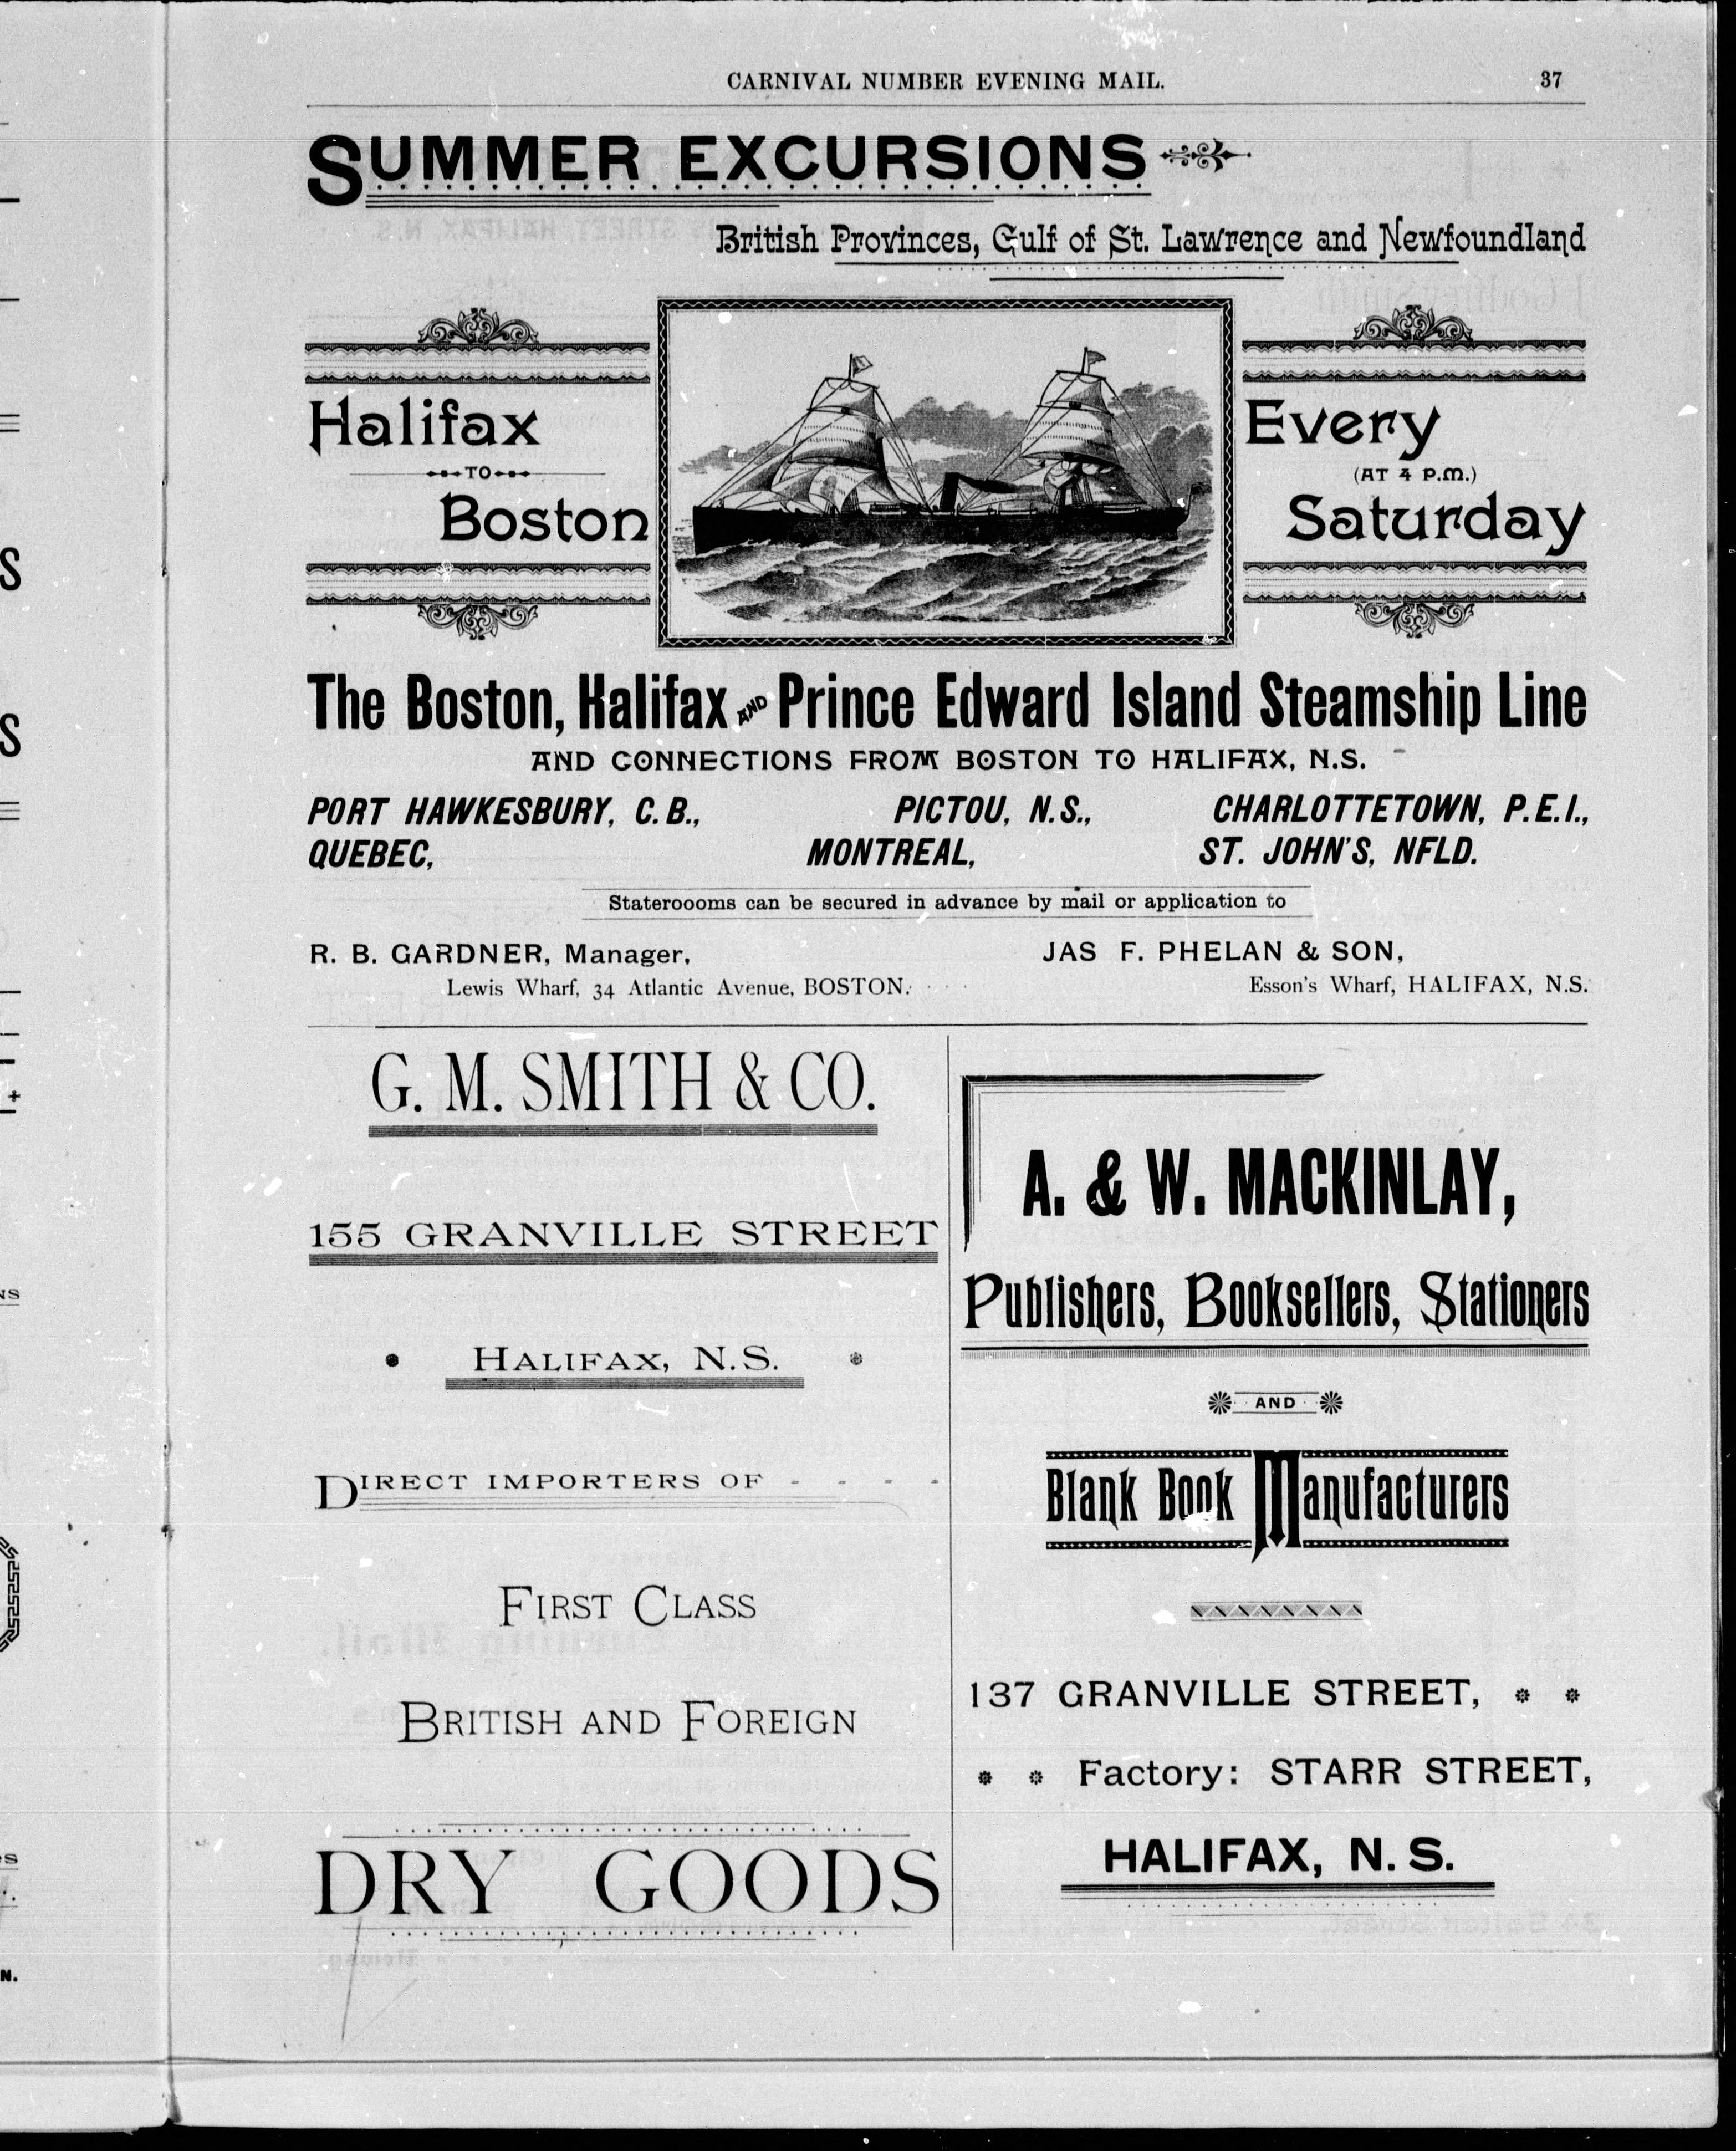 CARNIVAL NUMBER EVENING MAIL. 37
SUMMER EXCURSIONS
British Provinces, Gulf of St. Lawrence and Newfoundland
Halifax
TO
Boston
Every
(AT 4 P.M.)
Saturday
The Boston, Halifax AND Prince Edward Island Steamship Line
AND CONNECTIONS FROM BOSTON TO HALIFAX, N.S.
PORT HAWKESBURY, C. B., PICTOU, N. S., CHARLOTTETOWN, P. E. I.,
QUEBEC, MONTREAL, ST. JOHN'S, NFLD.
Stateroooms can be secured in advance by mail or application to
R. B. GARDNER, Manager,
Lewis Wharf, 34 Atlantic Avenue, BOSTON.
JAS F. PHELAN & SON,
Esson's Wharf, HALIFAX, N.S.
G. M. SMITH & CO.
155 GRANVILLE STREET
HALIFAX, N.S.
DIRECT IMPORTERS OF - - - -
FIRST CLASS
BRITISH AND FOREIGN
DRY GOODS
A. & W. MACKINLAY,
Publishers, Booksellers, Stationers
AND
Blank Book Manufacturers
137 GRANVILLE STREET,
Factory: STARR STREET,
HALIFAX, N. S.